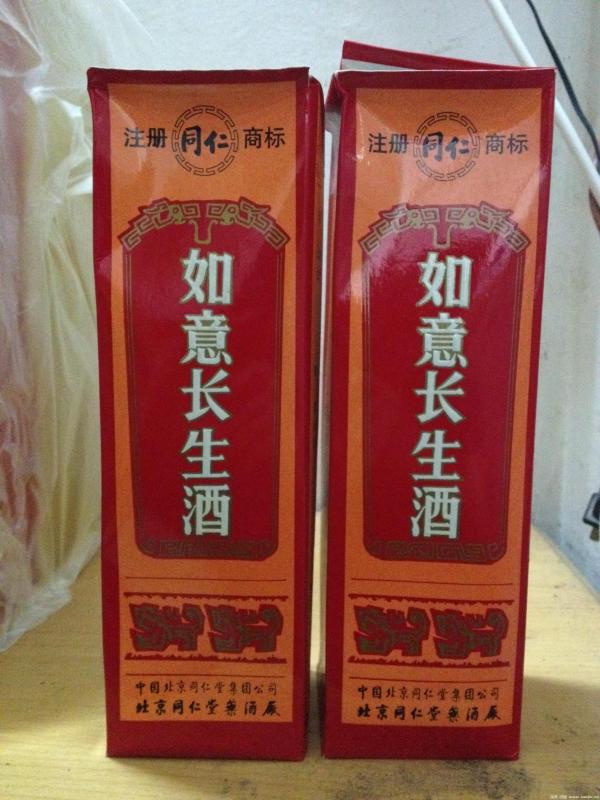 注册 同仁 商标
如意长生酒
中国北京同仁堂集团公司
北京同仁堂药酒厂
注册 同仁 商标
如意长生酒
中国北京同仁堂集团公司
北京同仁堂药酒厂